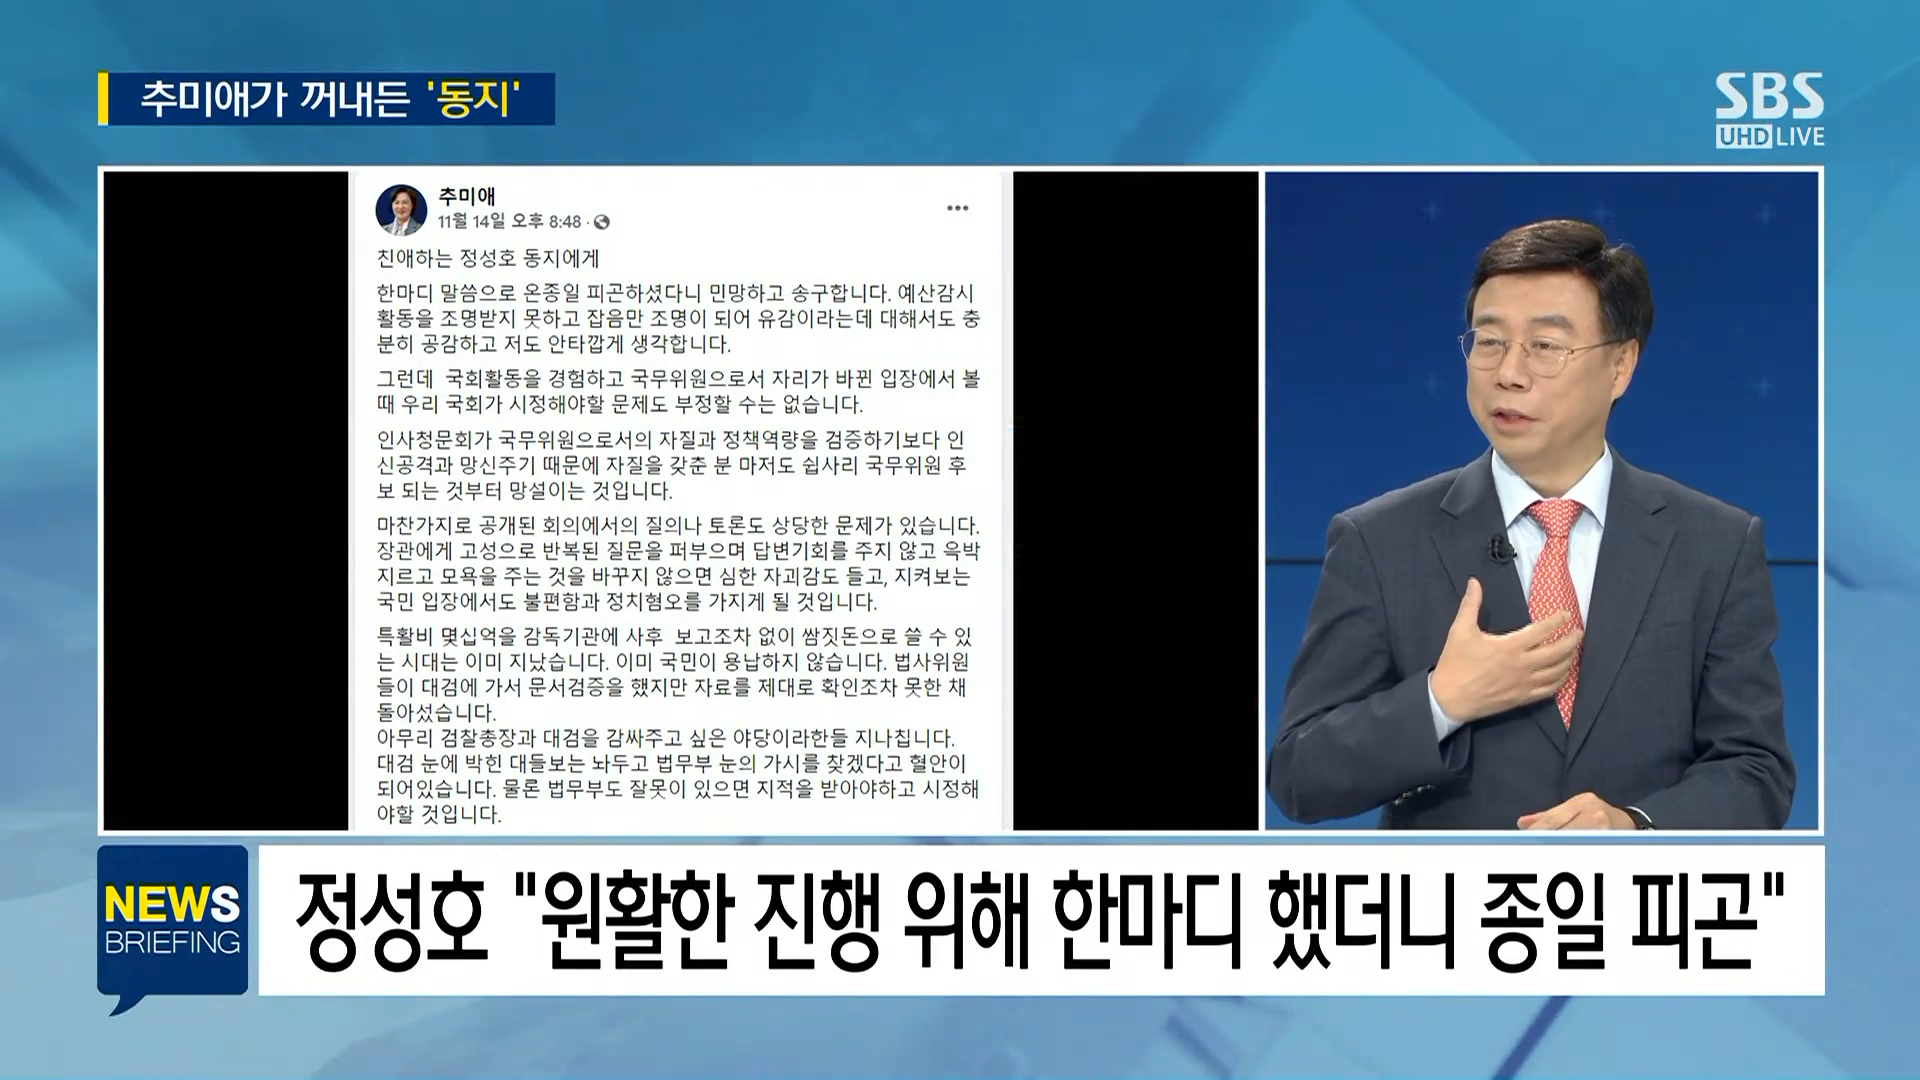 추미애가 꺼내든 '동지'
SBS
UHD LIVE
추미애
11월 14일 오후 8:48 ·
친애하는 정성호 동지에게
한마디 말씀으로 온종일 피곤하셨다니 민망하고 송구합니다. 예산감시
활동을 조명받지 못하고 잡음만 조명이 되어 유감이라는데 대해서도 충
분히 공감하고 저도 안타깝게 생각합니다.
그런데 국회활동을 경험하고 국무위원으로서 자리가 바뀐 입장에서 볼
때 우리 국회가 시정해야할 문제도 부정할 수는 없습니다.
인사청문회가 국무위원으로서의 자질과 정책역량을 검증하기보다 인
신공격과 망신주기 때문에 자질을 갖춘 분 마저도 쉽사리 국무위원 후
보 되는 것부터 망설이는 것입니다.
마찬가지로 공개된 회의에서의 질의나 토론도 상당한 문제가 있습니다.
장관에게 고성으로 반복된 질문을 퍼부으며 답변기회를 주지 않고 윽박
지르고 모욕을 주는 것을 바꾸지 않으면 심한 자괴감도 들고, 지켜보는
국민 입장에서도 불편함과 정치혐오를 가지게 될 것입니다.
특활비 몇십억을 감독기관에 사후 보고조차 없이 쌈짓돈으로 쓸 수 있
는 시대는 이미 지났습니다. 이미 국민이 용납하지 않습니다. 법사위원
들이 대검에 가서 문서검증을 했지만 자료를 제대로 확인조차 못한 채
돌아섰습니다.
아무리 검찰총장과 대검을 감싸주고 싶은 야당이라한들 지나칩니다.
대검 눈에 박힌 대들보는 놔두고 법무부 눈의 가시를 찾겠다고 혈안이
되어있습니다. 물론 법무부도 잘못이 있으면 지적을 받아야하고 시정해
야할 것입니다.
NEWS
BRIEFING
정성호 "원활한 진행 위해 한마디 했더니 종일 피곤"